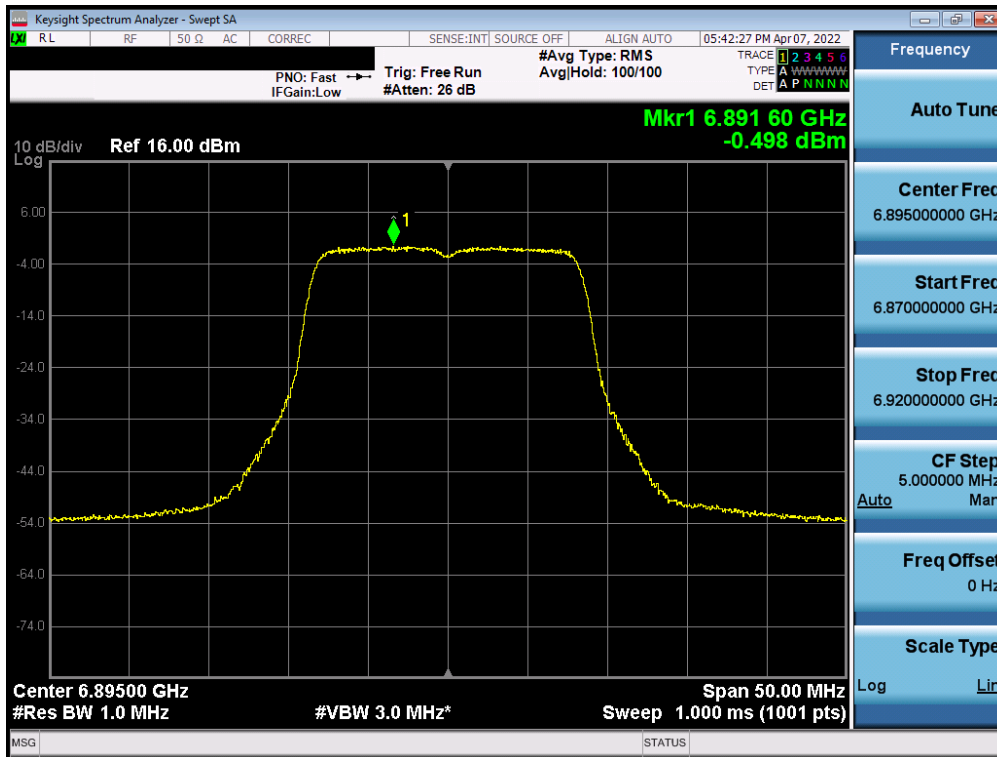 Keysight Spectrum Analyzer - Swept SA
LXI RL RF 50 Ω AC CORREC SENSE:INT SOURCE OFF ALIGN AUTO 05:42:27 PM Apr 07, 2022
PNO: Fast
IFGain:Low
Trig: Free Run
#Atten: 26 dB
#Avg Type: RMS
Avg|Hold: 100/100
TRACE 1 2 3 4 5 6
TYPE A WWWWW
DET A P N N N N
Mkr1 6.891 60 GHz
-0.498 dBm
10 dB/div Ref 16.00 dBm
Log
1
6.00
-4.00
-14.0
-24.0
-34.0
-44.0
-54.0
-64.0
-74.0
Center 6.89500 GHz Span 50.00 MHz
#Res BW 1.0 MHz #VBW 3.0 MHz* Sweep 1.000 ms (1001 pts)
MSG STATUS
Frequency
Auto Tune
Center Freq
6.895000000 GHz
Start Freq
6.870000000 GHz
Stop Freq
6.920000000 GHz
CF Step
5.000000 MHz
Auto Man
Freq Offset
0 Hz
Scale Type
Log Lin